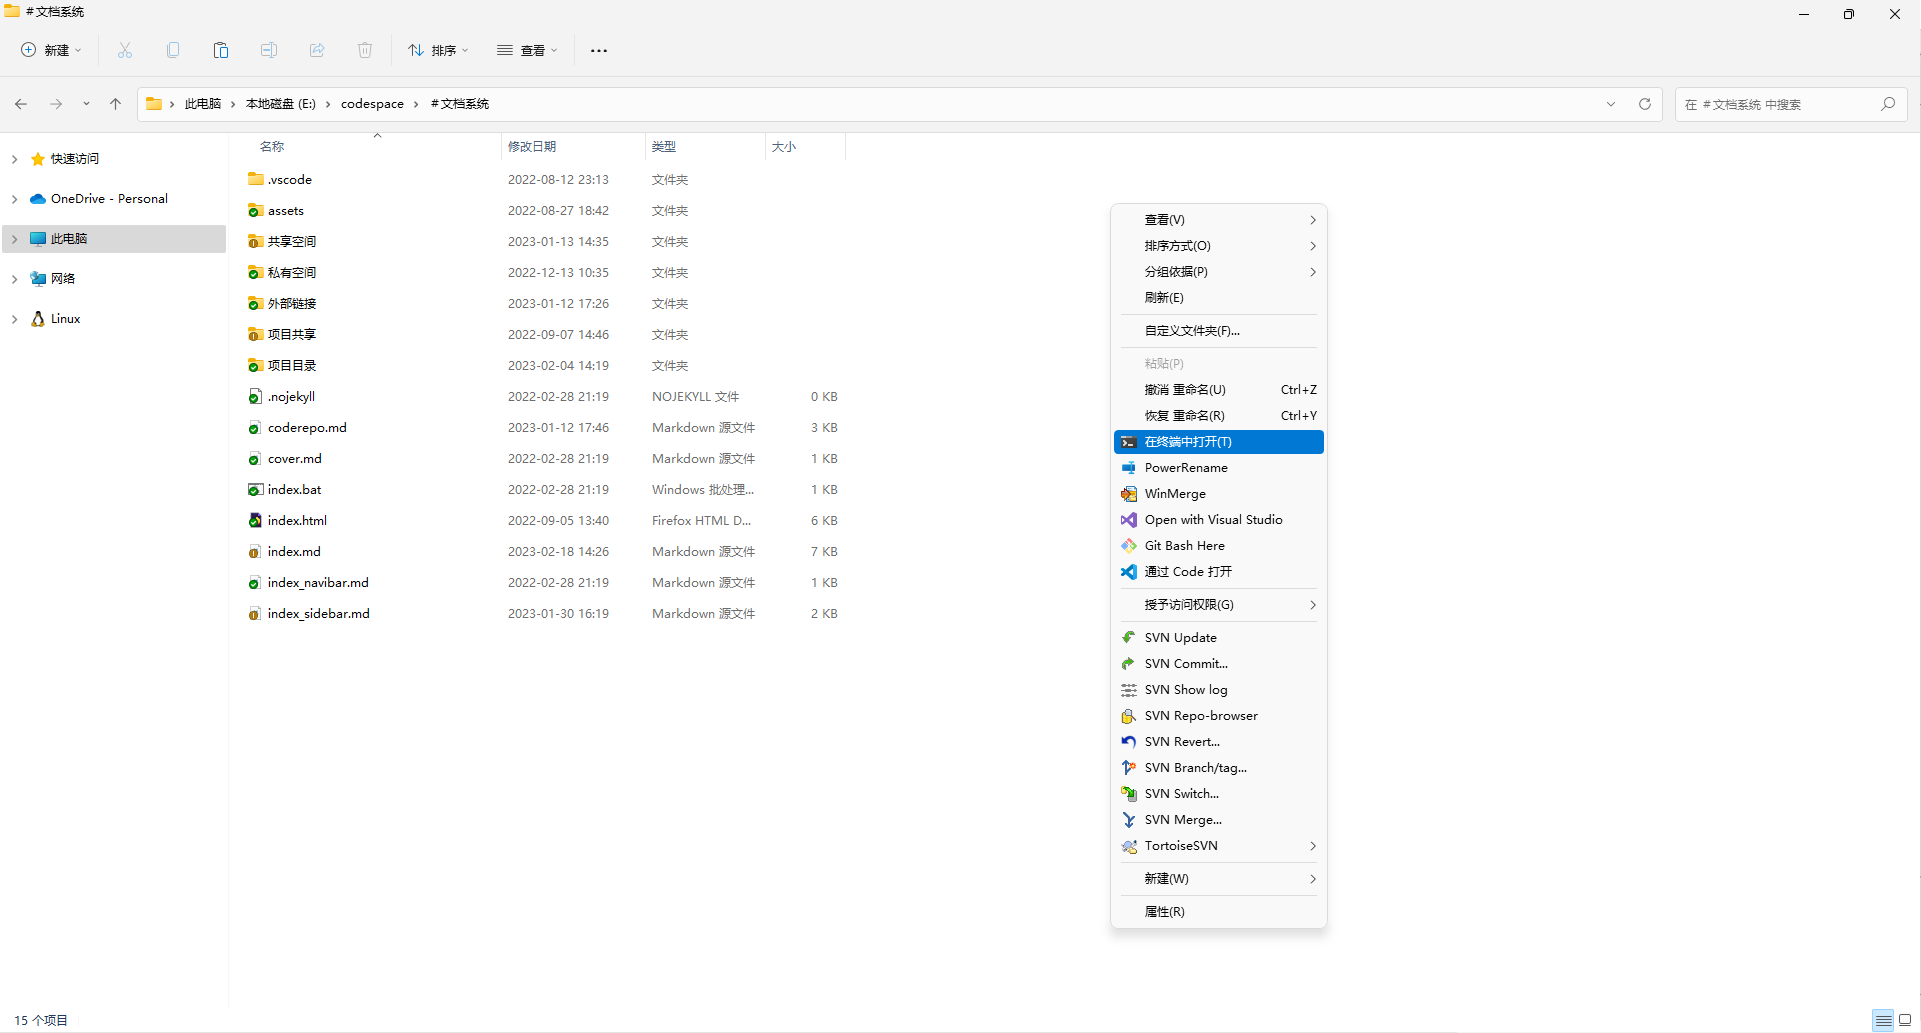 #文档系统
新建
排序
查看
此电脑
本地磁盘 (E:)
codespace
#文档系统
在 #文档系统 中搜索
快速访问
OneDrive - Personal
此电脑
网络
Linux
名称 修改日期 类型 大小
.vscode 2022-08-12 23:13 文件夹
assets 2022-08-27 18:42 文件夹
共享空间 2023-01-13 14:35 文件夹
私有空间 2022-12-13 10:35 文件夹
外部链接 2023-01-12 17:26 文件夹
项目共享 2022-09-07 14:46 文件夹
项目目录 2023-02-04 14:19 文件夹
.nojekyll 2022-02-28 21:19 NOJEKYLL 文件 0 KB
coderepo.md 2023-01-12 17:46 Markdown 源文件 3 KB
cover.md 2022-02-28 21:19 Markdown 源文件 1 KB
index.bat 2022-02-28 21:19 Windows 批处理... 1 KB
index.html 2022-09-05 13:40 Firefox HTML D... 6 KB
index.md 2023-02-18 14:26 Markdown 源文件 7 KB
index_navibar.md 2022-02-28 21:19 Markdown 源文件 1 KB
index_sidebar.md 2023-01-30 16:19 Markdown 源文件 2 KB
查看(V)
排序方式(O)
分组依据(P)
刷新(E)
自定义文件夹(F)...
粘贴(P)
撤消 重命名(U) Ctrl+Z
恢复 重命名(R) Ctrl+Y
在终端中打开(T)
PowerRename
WinMerge
Open with Visual Studio
Git Bash Here
通过 Code 打开
授予访问权限(G)
SVN Update
SVN Commit...
SVN Show log
SVN Repo-browser
SVN Revert...
SVN Branch/tag...
SVN Switch...
SVN Merge...
TortoiseSVN
新建(W)
属性(R)
15 个项目